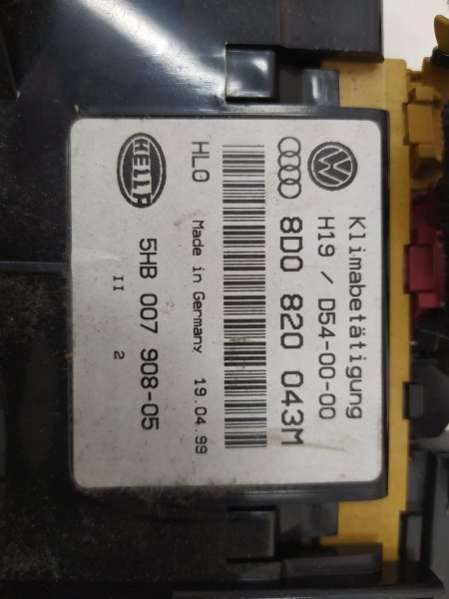 Klimabetätigung
H19 / D54-00-00
8D0 820 043M
HLO
Made in Germany 19.04.99
HELLA
5HB 007 908-05
II 2